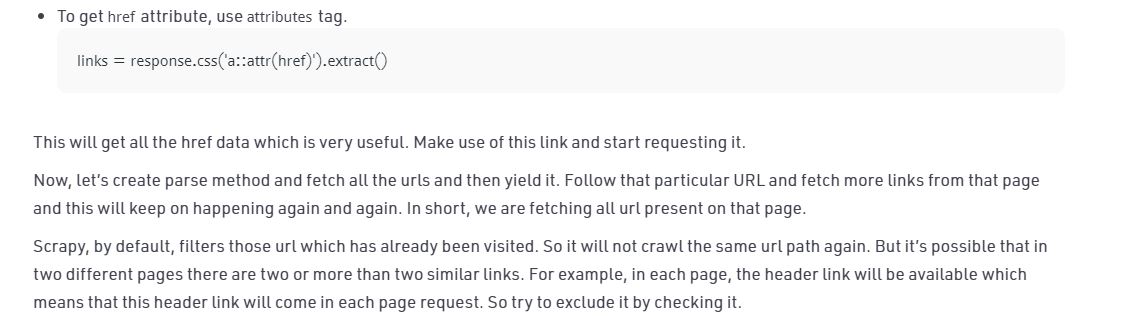 • To get href attribute, use attributes tag.
links = response.css('a::attr(href)').extract()
This will get all the href data which is very useful. Make use of this link and start requesting it.
Now, let's create parse method and fetch all the urls and then yield it. Follow that particular URL and fetch more links from that page
and this will keep on happening again and again. In short, we are fetching all url present on that page.
Scrapy, by default, filters those url which has already been visited. So it will not crawl the same url path again. But it's possible that in
two different pages there are two or more than two similar links. For example, in each page, the header link will be available which
means that this header link will come in each page request. So try to exclude it by checking it.